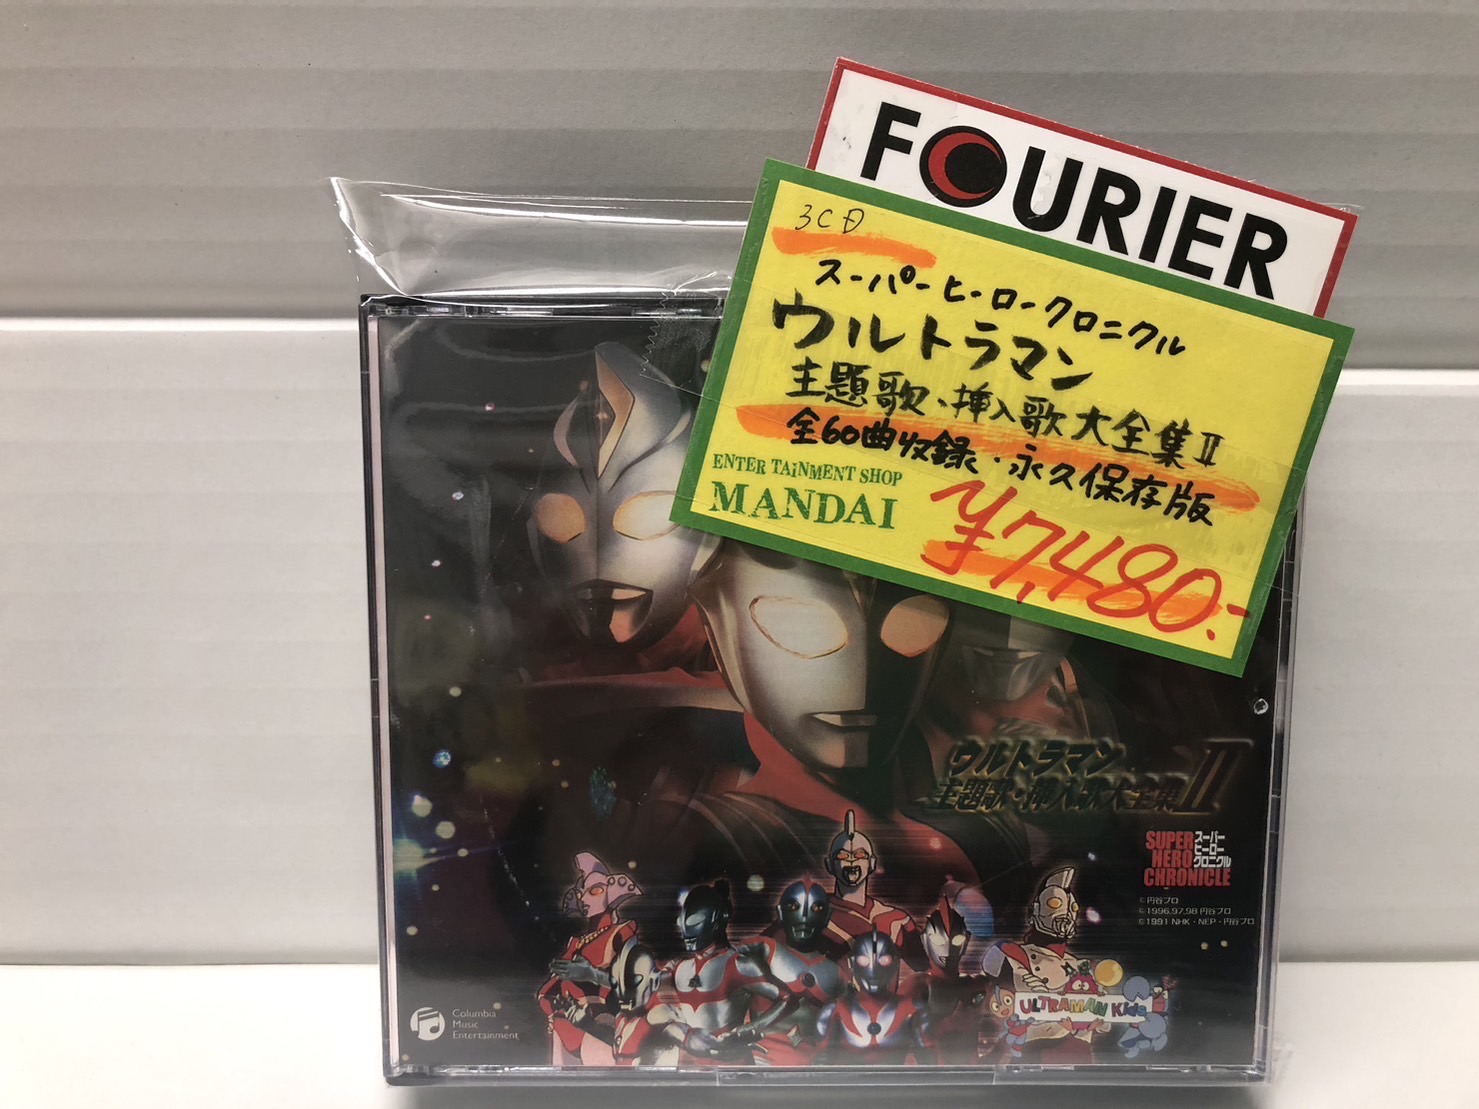 FOURIER
3CD
スーパーヒーロークロニクル
ウルトラマン
主題歌・挿入歌大全集Ⅱ
全60曲収録・永久保存版
ENTERTAINMENT SHOP
MANDAI
¥7,480.-
ウルトラマン
主題歌・挿入歌大全集Ⅱ
SUPER
HERO
CHRONICLE
スーパー
ヒーロー
クロニクル
©円谷プロ
©1996,97,98 円谷プロ
©1991 NHK・NEP・円谷プロ
ULTRAMAN Kids
Columbia
Music
Entertainment